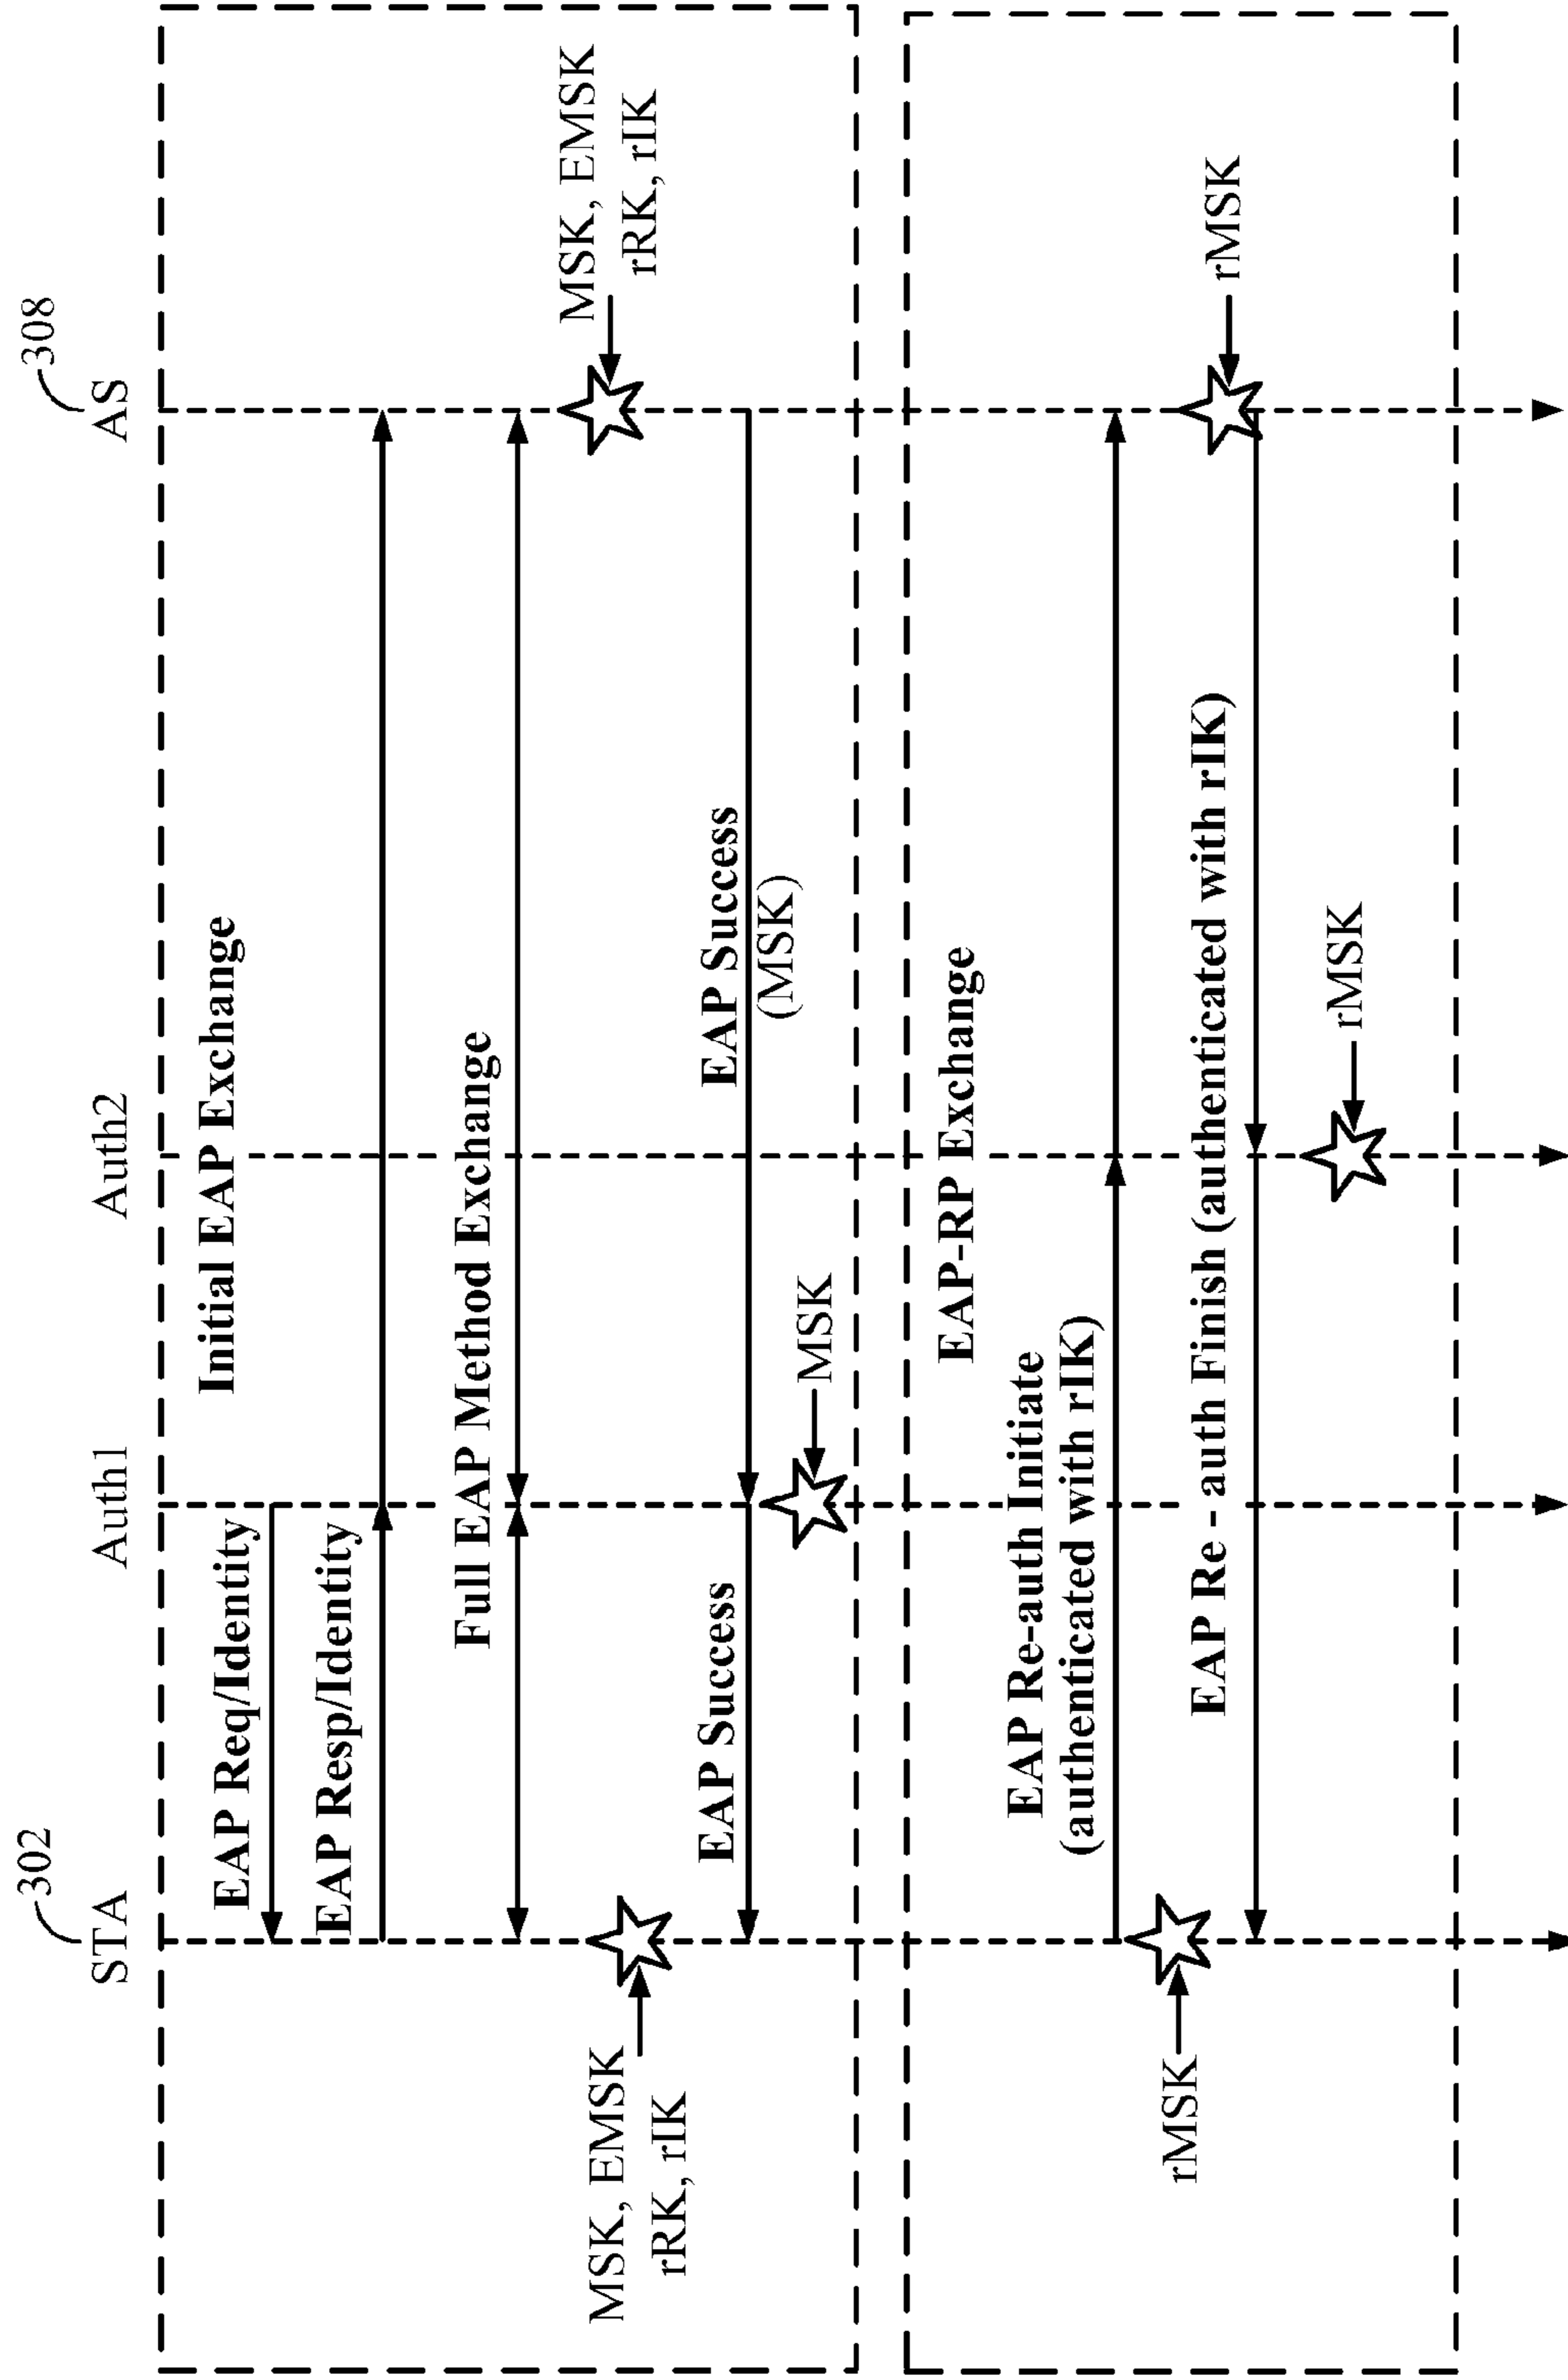 302
308
STA
Auth1
Auth2
AS
Initial EAP Exchange
EAP Req/Identity
EAP Resp/Identity
Full EAP Method Exchange
MSK, EMSK
rRK, rIK
MSK, EMSK
rRK, rIK
EAP Success
EAP Success
(MSK)
MSK
EAP-RP Exchange
EAP Re-auth Initiate
(authenticated with rIK)
rMSK
rMSK
EAP Re - auth Finish (authenticated with rIK)
rMSK